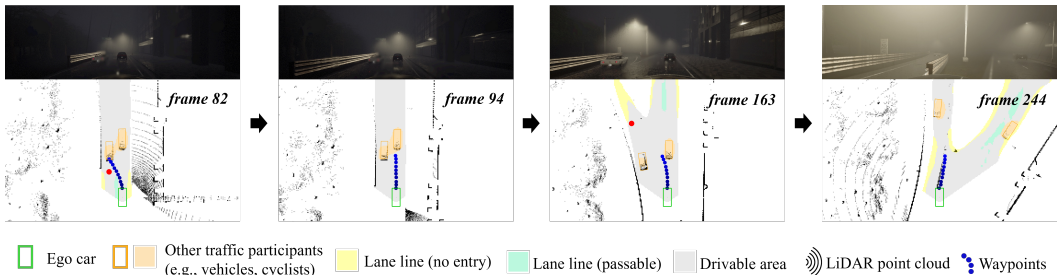 frame 82
frame 94
frame 163
frame 244
Ego car
Other traffic participants
(e.g., vehicles, cyclists)
Lane line (no entry)
Lane line (passable)
Drivable area
LiDAR point cloud
Waypoints